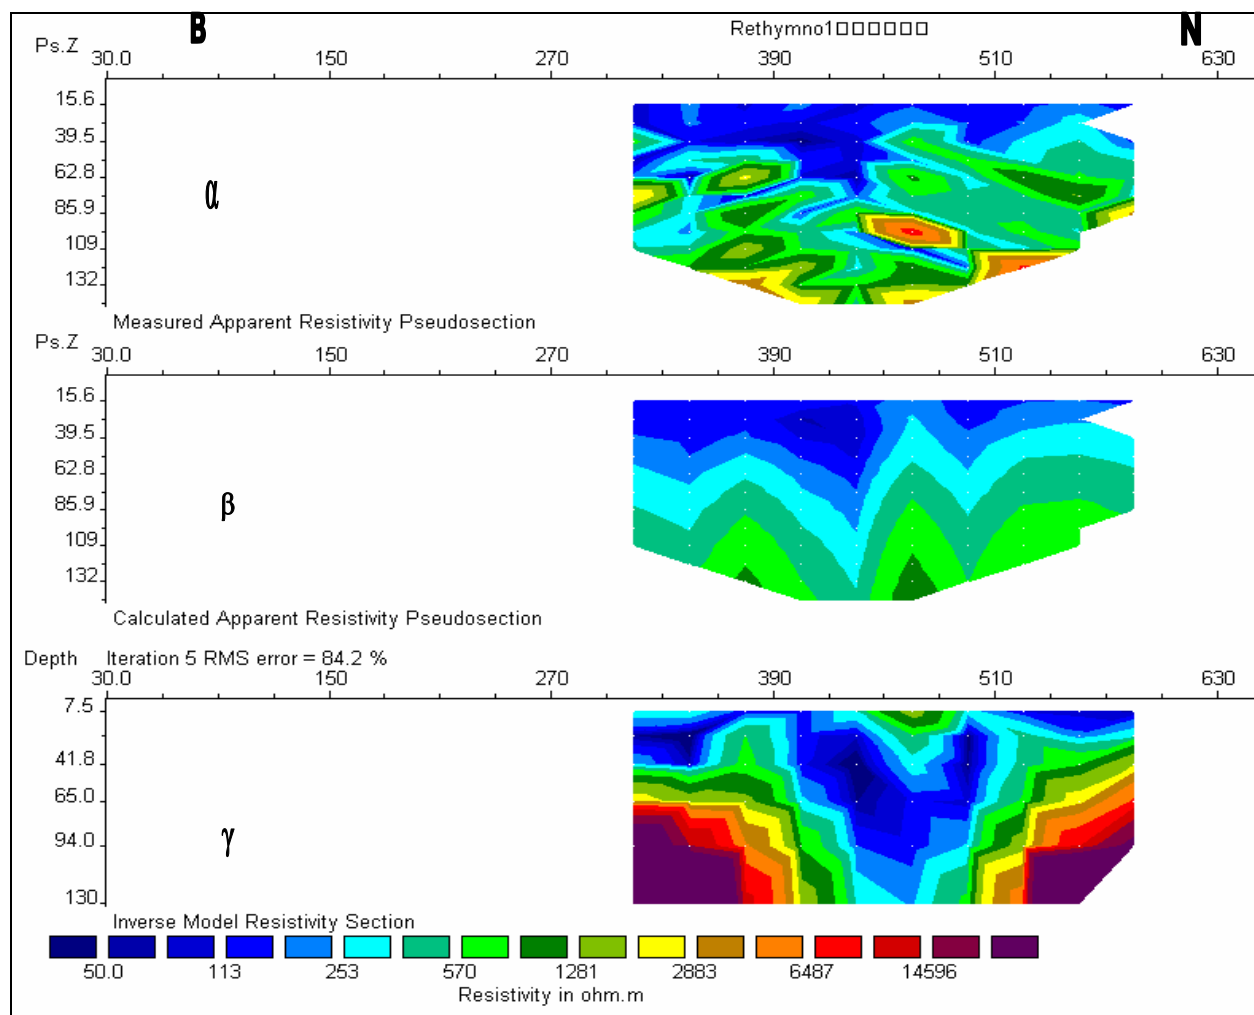 B Rethymno1□□□□□□ N
Ps.Z
30.0 150 270 390 510 630
15.6
39.5
62.8
α
85.9
109
132
Measured Apparent Resistivity Pseudosection
Ps.Z
30.0 150 270 390 510 630
15.6
39.5
62.8
β
85.9
109
132
Calculated Apparent Resistivity Pseudosection
Depth Iteration 5 RMS error = 84.2 %
30.0 150 270 390 510 630
7.5
41.8
65.0
γ
94.0
130
Inverse Model Resistivity Section
50.0 113 253 570 1281 2883 6487 14596
Resistivity in ohm.m